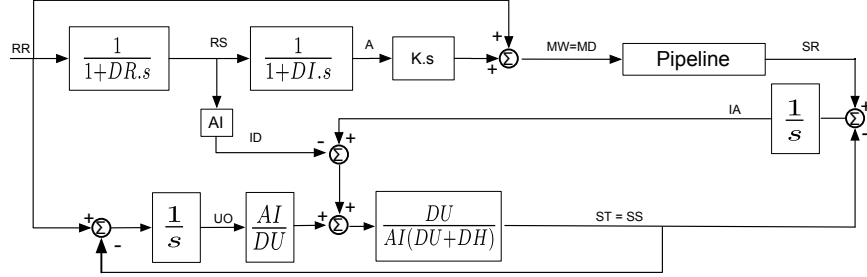 RR
1
1+DR.s
RS
1
1+DI.s
A
K.s
+
+
Σ
MW=MD
Pipeline
SR
AI
ID
-
+
Σ
IA
1
s
+
Σ
-
+
Σ
-
1
s
UO
AI
DU
+
+
Σ
DU
AI(DU+DH)
ST = SS